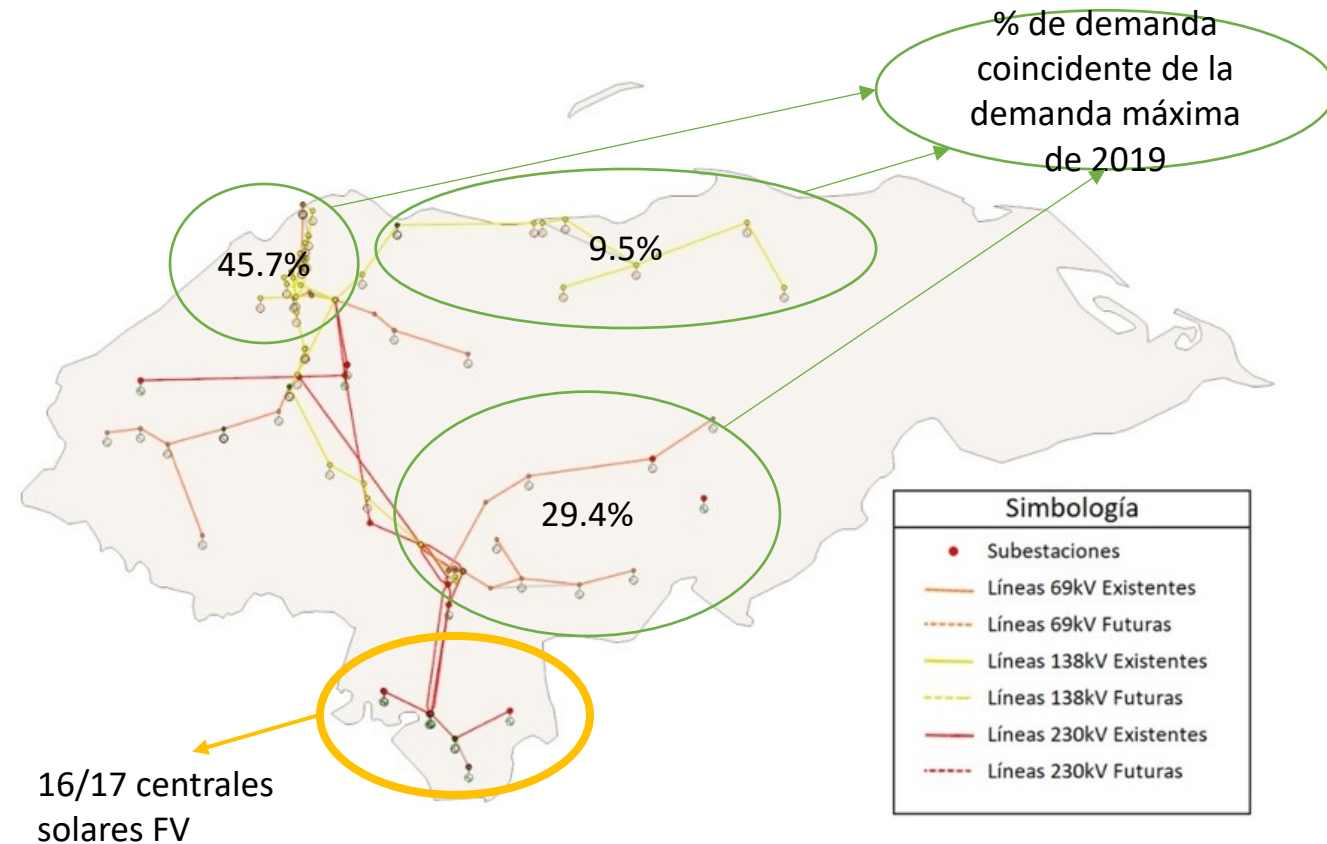 % de demanda
coincidente de la
demanda máxima
de 2019
45.7%
9.5%
29.4%
16/17 centrales
solares FV
Simbología
Subestaciones
Líneas 69kV Existentes
Líneas 69kV Futuras
Líneas 138kV Existentes
Líneas 138kV Futuras
Líneas 230kV Existentes
Líneas 230kV Futuras